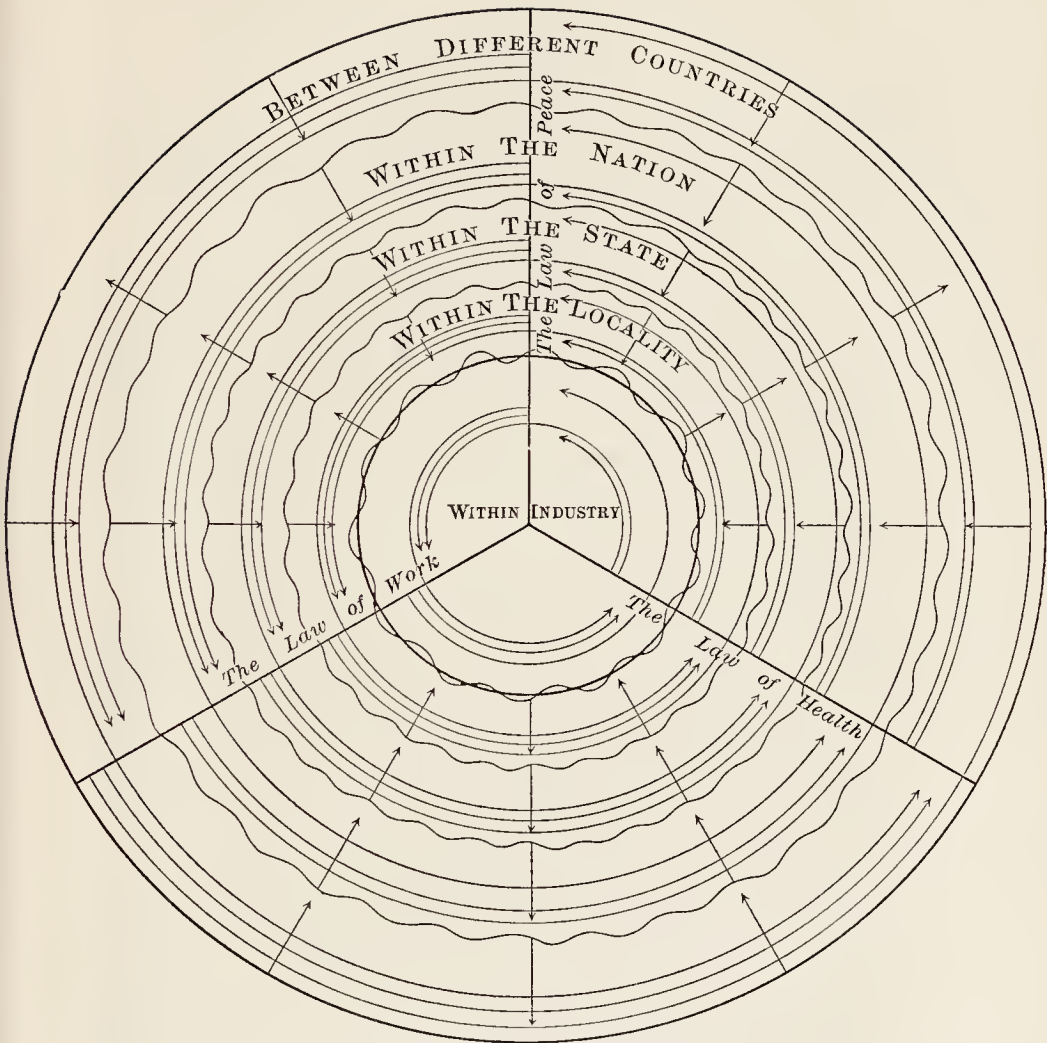 BETWEEN DIFFERENT COUNTRIES
WITHIN THE NATION
WITHIN THE STATE
WITHIN THE LOCALITY
WITHIN INDUSTRY
The Law of Peace
The Law of Work
The Law of Health